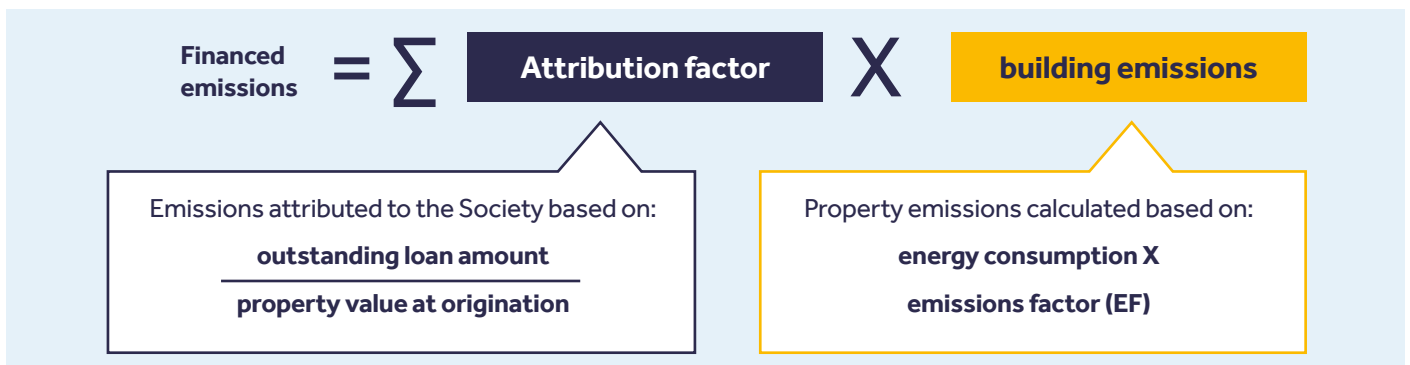 Financed
emissions = ∑ Attribution factor X building emissions
Emissions attributed to the Society based on:
outstanding loan amount
property value at origination
Property emissions calculated based on:
energy consumption X
emissions factor (EF)